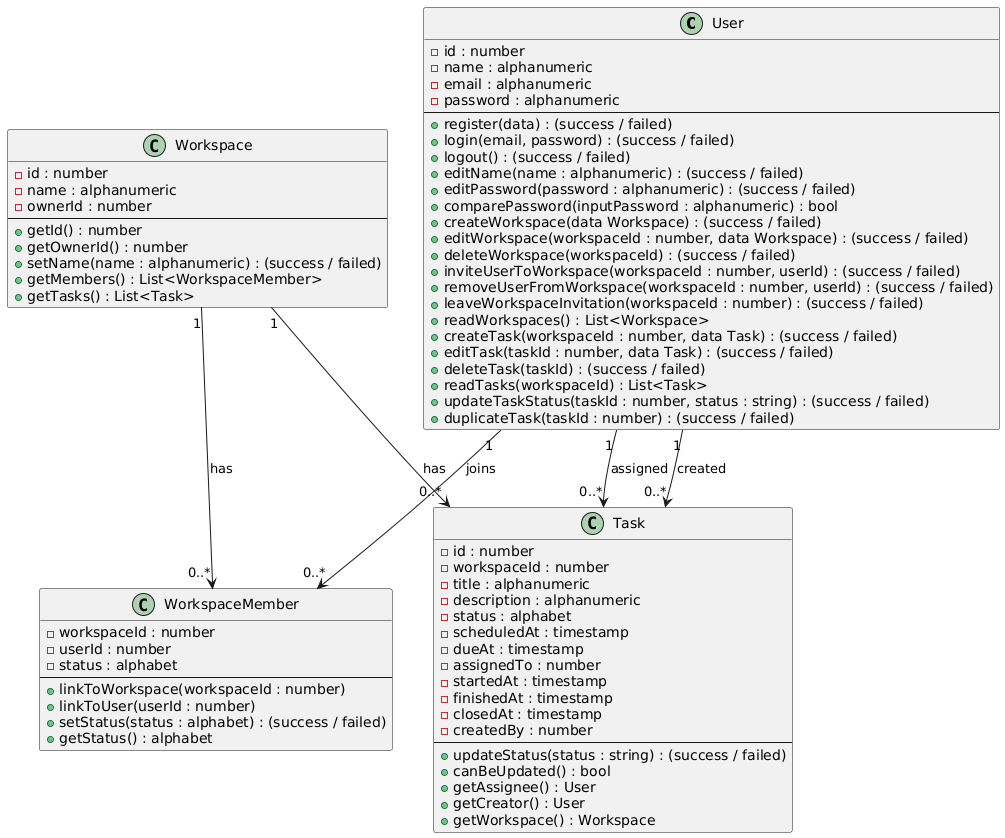 C User
- id : number
- name : alphanumeric
- email : alphanumeric
- password : alphanumeric
register(data) : (success / failed)
login(email, password) : (success / failed)
logout() : (success / failed)
editName(name : alphanumeric) : (success / failed)
editPassword(password : alphanumeric) : (success / failed)
comparePassword(inputPassword : alphanumeric) : bool
createWorkspace(data Workspace) : (success / failed)
editWorkspace(workspaceId : number, data Workspace) : (success / failed)
deleteWorkspace(workspaceId) : (success / failed)
inviteUserToWorkspace(workspaceId : number, userId) : (success / failed)
removeUserFromWorkspace(workspaceId : number, userId) : (success / failed)
leaveWorkspaceInvitation(workspaceId : number) : (success / failed)
readWorkspaces() : List<Workspace>
createTask(workspaceId : number, data Task) : (success / failed)
editTask(taskId : number, data Task) : (success / failed)
deleteTask(taskId) : (success / failed)
readTasks(workspaceId) : List<Task>
updateTaskStatus(taskId : number, status : string) : (success / failed)
duplicateTask(taskId : number) : (success / failed)
C Workspace
id : number
name : alphanumeric
ownerId : number
getId() : number
getOwnerId() : number
setName(name : alphanumeric) : (success / failed)
getMembers() : List<WorkspaceMember>
getTasks() : List<Task>
1
1
1
1
1
has
has
joins
assigned
created
0..*
0..*
0..*
0..*
0..*
C WorkspaceMember
workspaceId : number
userId : number
status : alphabet
linkToWorkspace(workspaceId : number)
linkToUser(userId : number)
setStatus(status : alphabet) : (success / failed)
getStatus() : alphabet
C Task
id : number
workspaceId : number
title : alphanumeric
description : alphanumeric
status : alphabet
scheduledAt : timestamp
dueAt : timestamp
assignedTo : number
startedAt : timestamp
finishedAt : timestamp
closedAt : timestamp
createdBy : number
updateStatus(status : string) : (success / failed)
canBeUpdated() : bool
getAssignee() : User
getCreator() : User
getWorkspace() : Workspace